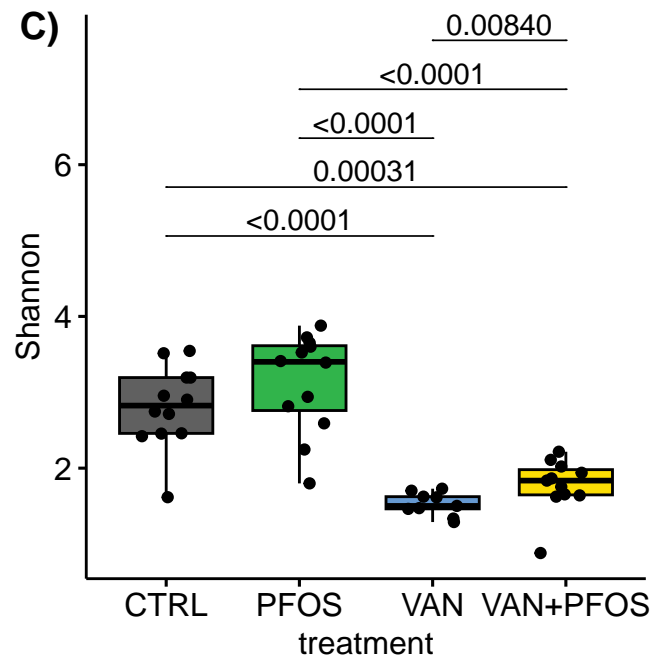 C)
0.00840
<0.0001
<0.0001
0.00031
<0.0001
6
4
2
Shannon
CTRL PFOS VAN VAN+PFOS
treatment